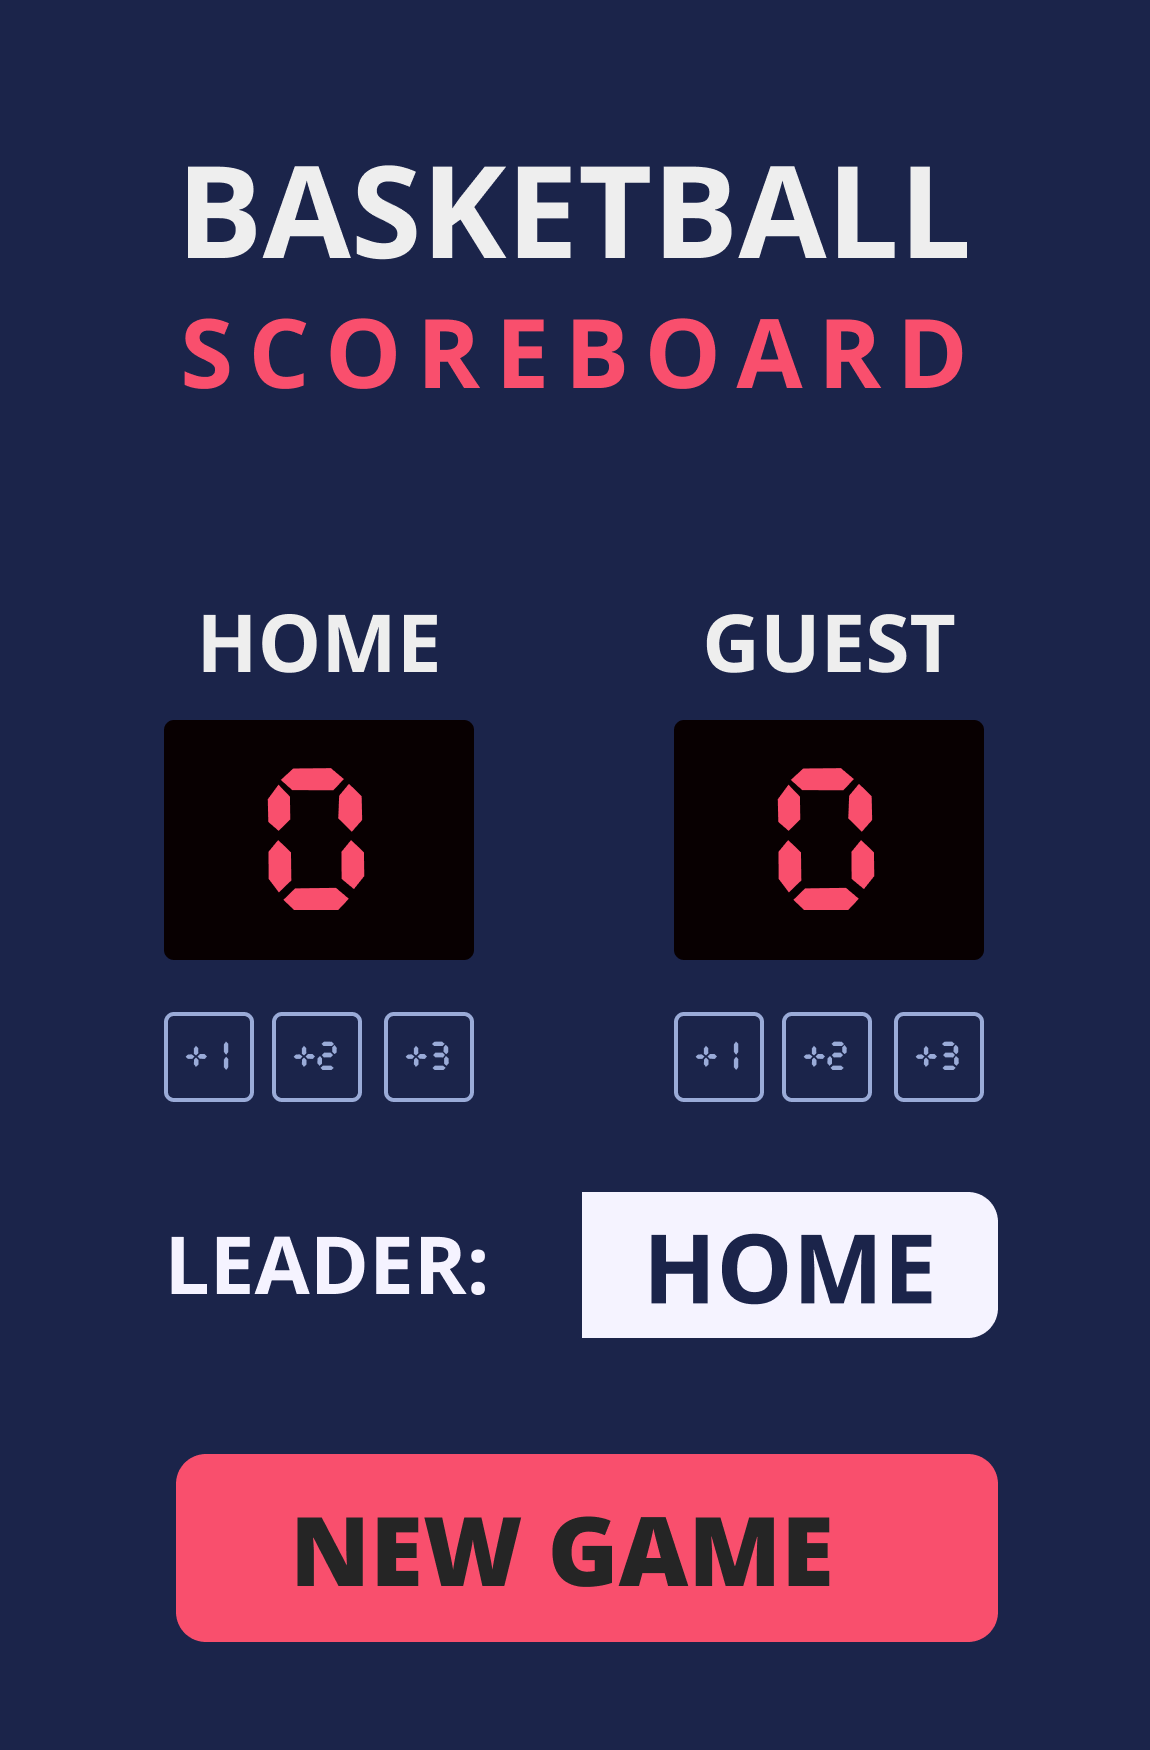 BASKETBALL
SCOREBOARD
HOME GUEST
0 0
+1 +2 +3 +1 +2 +3
LEADER: HOME
NEW GAME